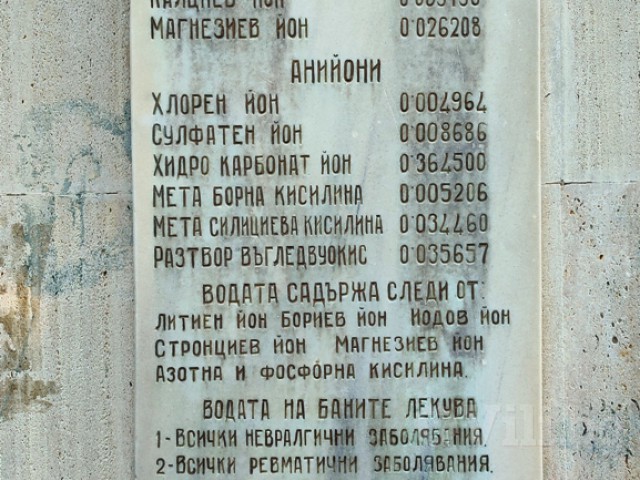 КАЛЦИЕВ ЙОН
МАГНЕЗИЕВ ЙОН 0'026208
АНИЙОНИ
ХЛОРЕН ЙОН 0'004964
СУЛФАТЕН ЙОН 0'008686
ХИДРО КАРБОНАТ ЙОН 0'364500
МЕТА БОРНА КИСИЛИНА 0'005206
МЕТА СИЛИЦИЕВА КИСИЛИНА 0'034460
РАЗТВОР ВЪГЛЕДВУОКИС 0'035657
ВОДАТА САДЪРЖА СЛЕДИ ОТ:
ЛИТИЕН ЙОН БОРИЕВ ЙОН ЙОДОВ ЙОН
СТРОНЦИЕВ ЙОН МАГНЕЗИЕВ ЙОН
АЗОТНА И ФОСФОРНА КИСИЛИНА.
ВОДАТА НА БАНИТЕ ЛЕКУВА
1-ВСИЧКИ НЕВРАЛГИЧНИ ЗАБОЛЯВАНИЯ.
2-ВСИЧКИ РЕВМАТИЧНИ ЗАБОЛЯВАНИЯ.